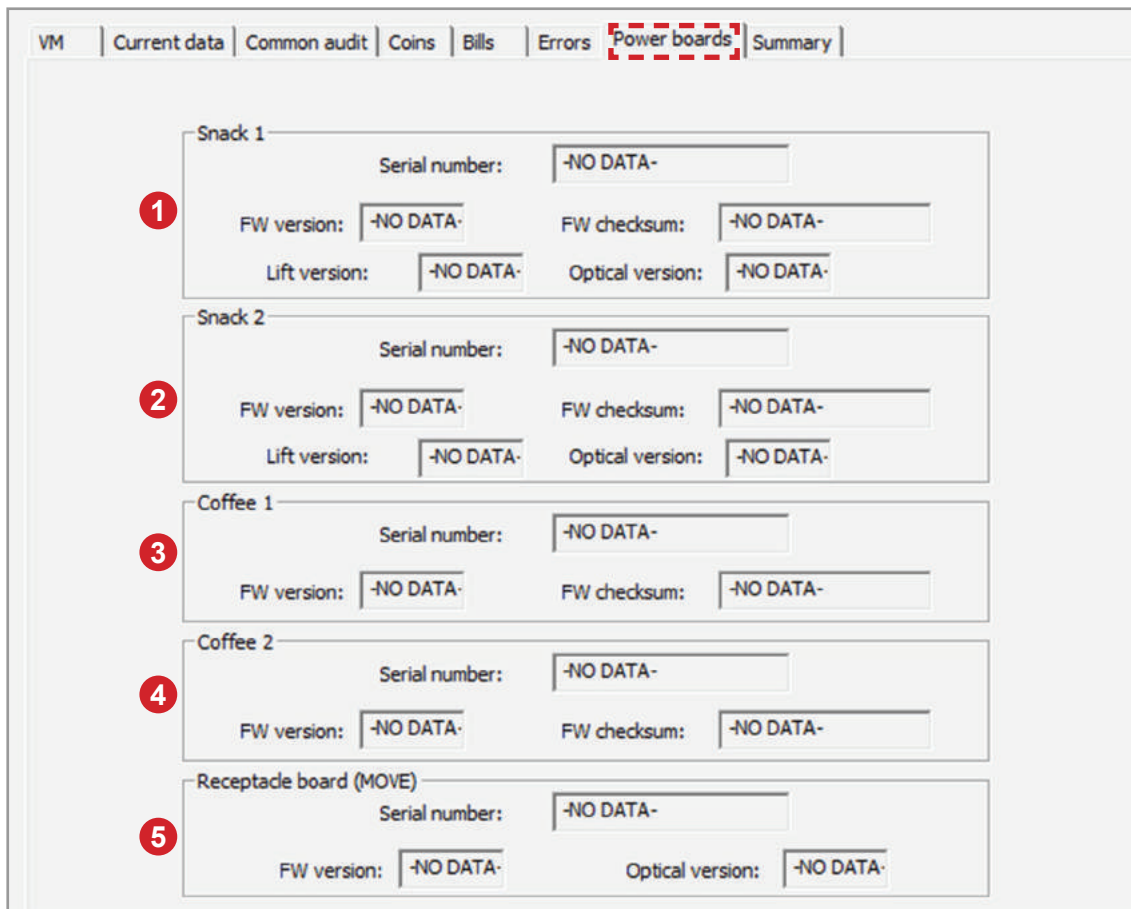 VM Current data Common audit Coins Bills Errors Power boards Summary
Snack 1
Serial number: -NO DATA-
1
FW version: -NO DATA- FW checksum: -NO DATA-
Lift version: -NO DATA- Optical version: -NO DATA-
Snack 2
Serial number: -NO DATA-
2
FW version: -NO DATA- FW checksum: -NO DATA-
Lift version: -NO DATA- Optical version: -NO DATA-
Coffee 1
Serial number: -NO DATA-
3
FW version: -NO DATA- FW checksum: -NO DATA-
Coffee 2
Serial number: -NO DATA-
4
FW version: -NO DATA- FW checksum: -NO DATA-
Receptacle board (MOVE)
Serial number: -NO DATA-
5
FW version: -NO DATA- Optical version: -NO DATA-